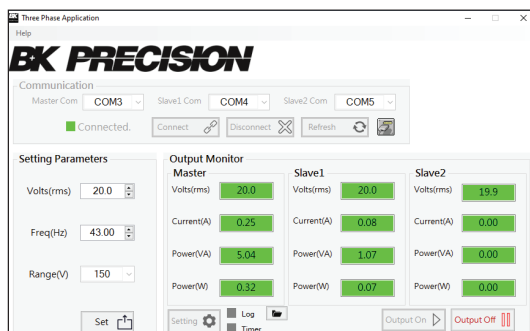 BK Three Phase Application
Help
BK PRECISION
Communication
Master Com COM3 Slave1 Com COM4 Slave2 Com COM5
Connected. Connect Disconnect Refresh
Setting Parameters
Volts(rms) 20.0
Freq(Hz) 43.00
Range(V) 150
Set
Output Monitor
Master
Volts(rms) 20.0
Current(A) 0.25
Power(VA) 5.04
Power(W) 0.32
Slave1
Volts(rms) 20.0
Current(A) 0.08
Power(VA) 1.07
Power(W) 0.07
Slave2
Volts(rms) 19.9
Current(A) 0.00
Power(VA) 0.00
Power(W) 0.00
Setting Log
Timer
Output On Output Off